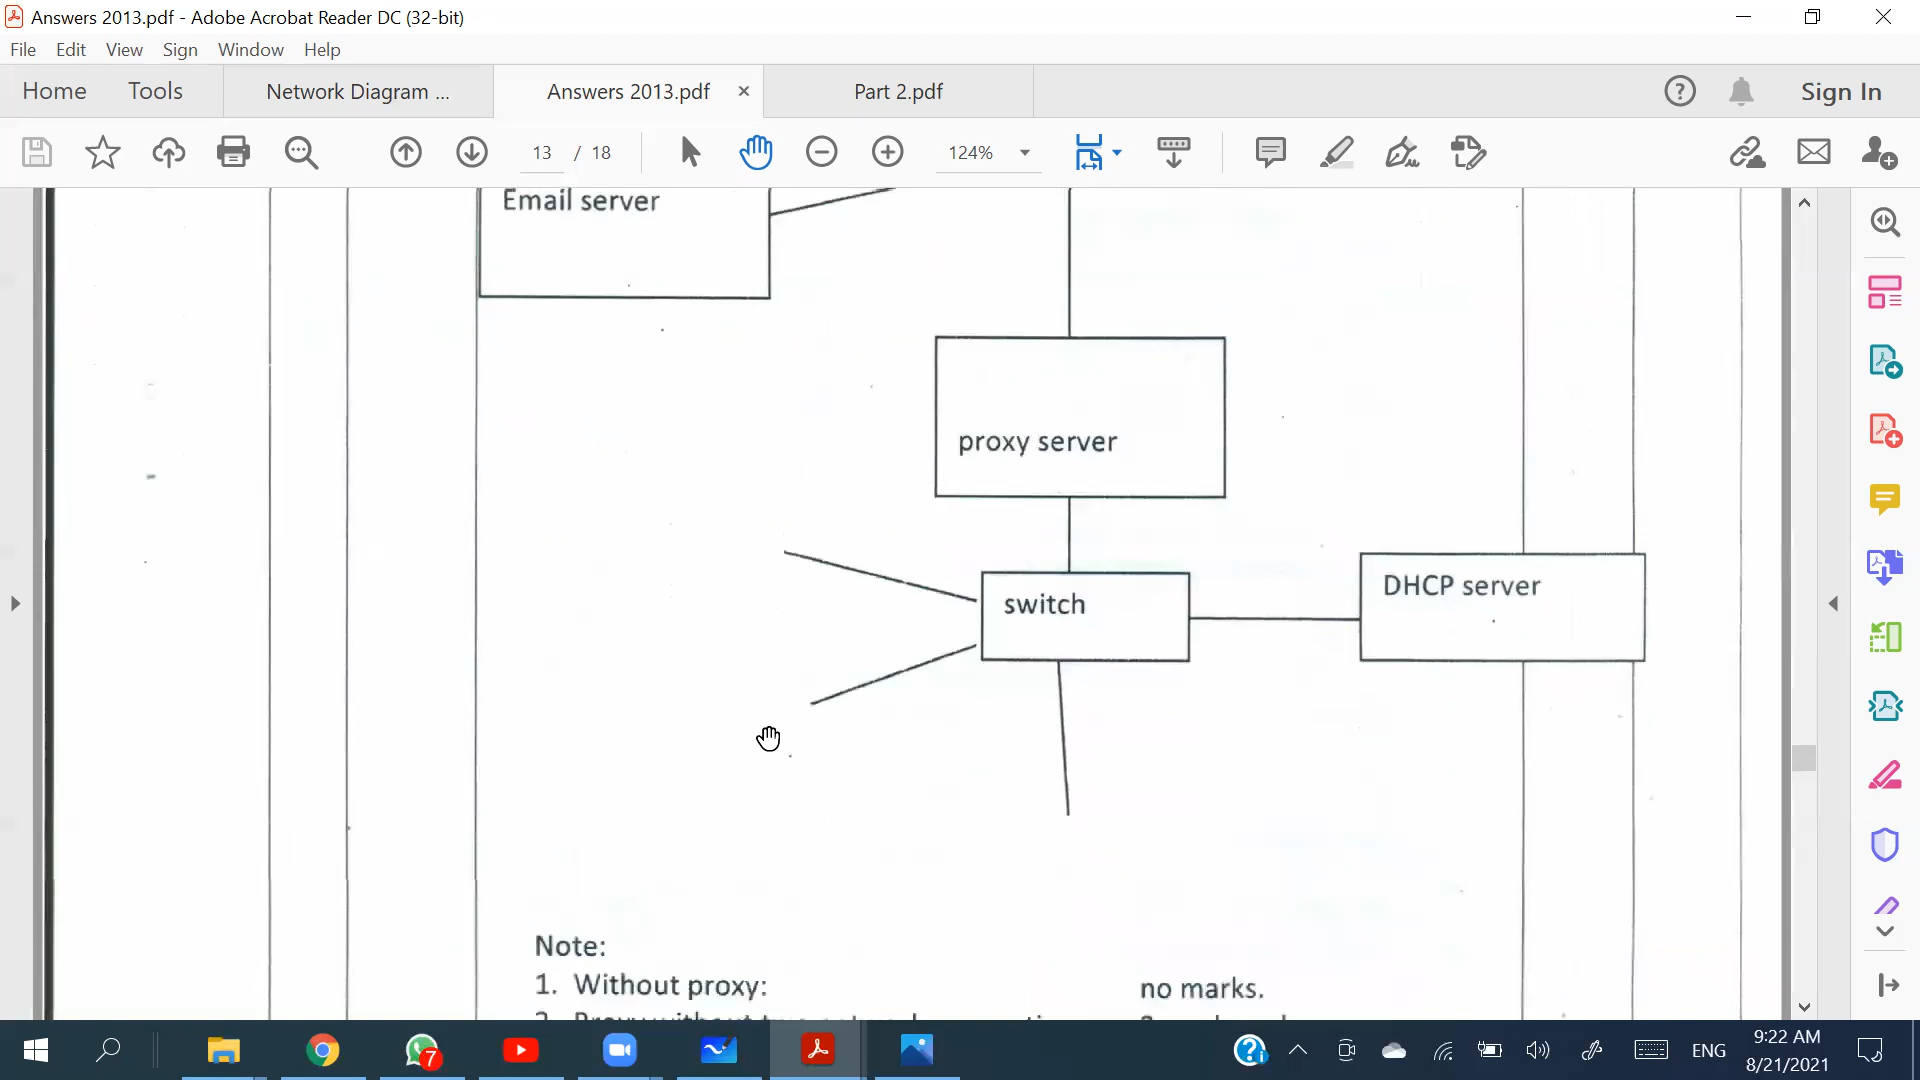 Answers 2013.pdf - Adobe Acrobat Reader DC (32-bit)
File Edit View Sign Window Help
Home Tools Network Diagram ... Answers 2013.pdf Part 2.pdf Sign In
13 / 18 124%
Email server
proxy server
switch
DHCP server
Note:
1. Without proxy: no marks.
7
ENG
9:22 AM
8/21/2021